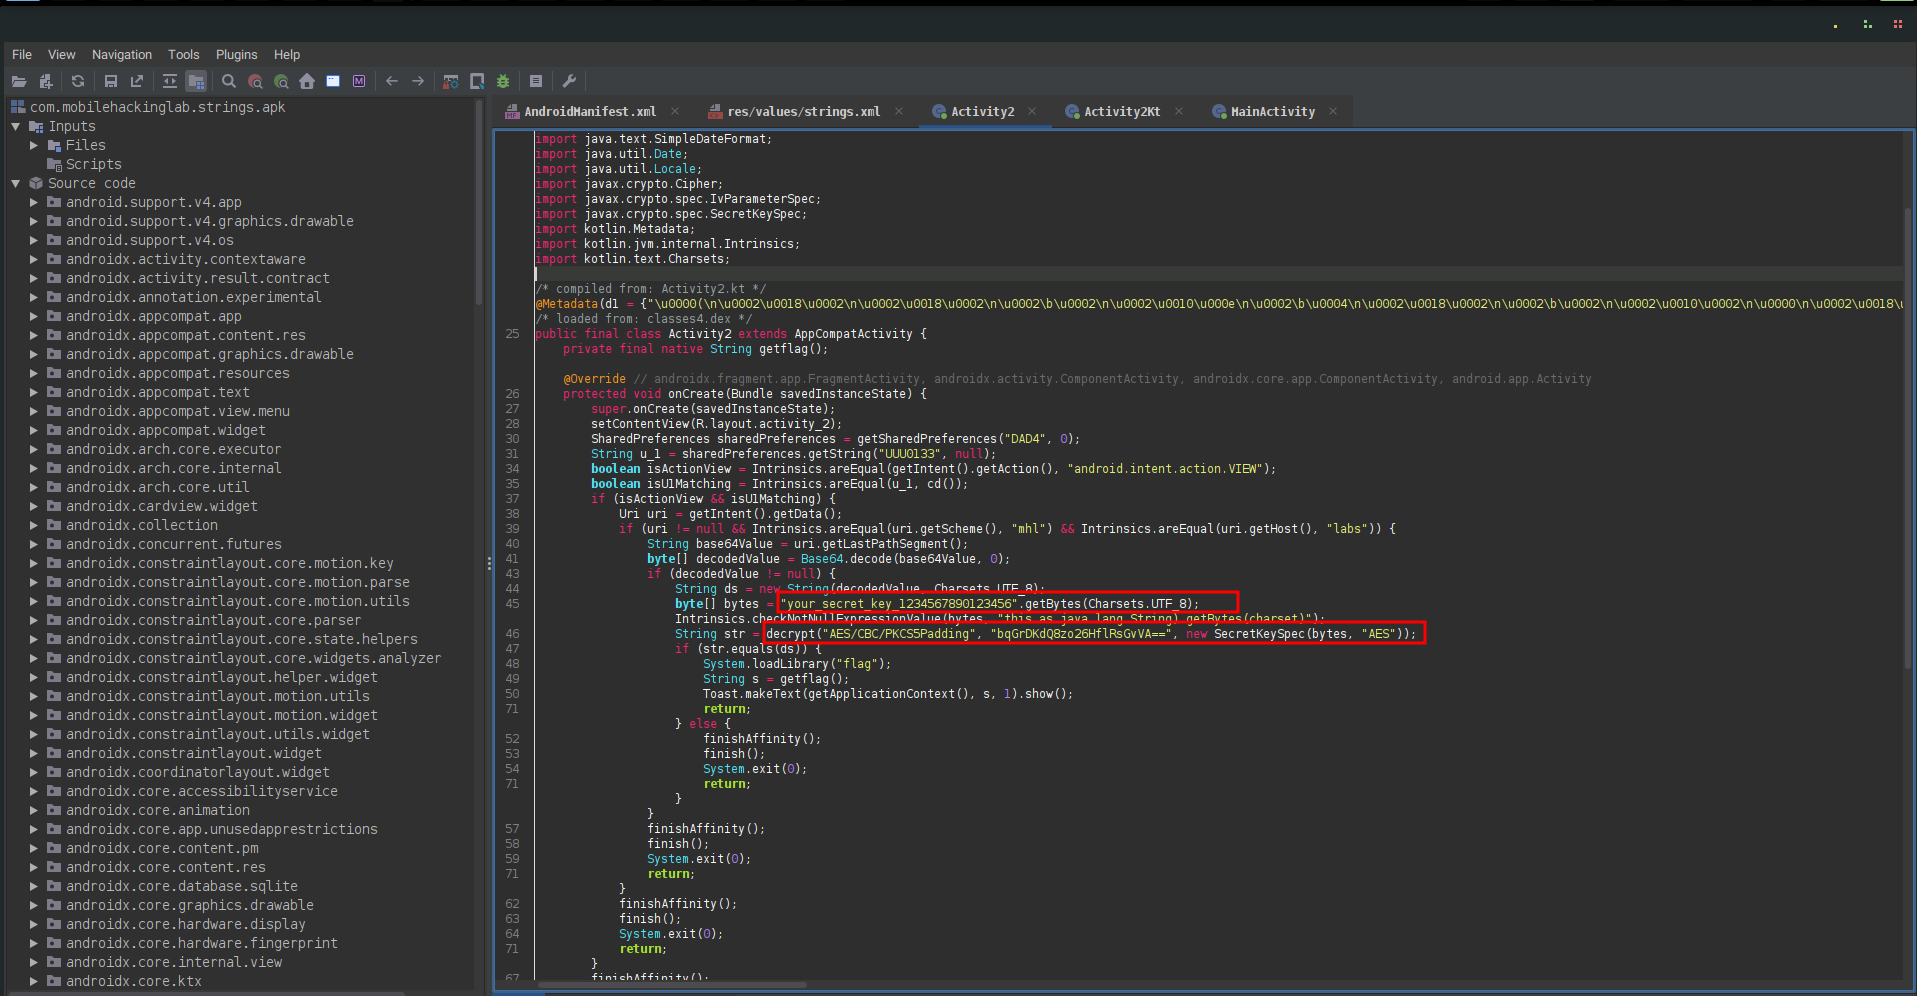 File View Navigation Tools Plugins Help
com.mobilehackinglab.strings.apk
Inputs
Files
Scripts
Source code
android.support.v4.app
android.support.v4.graphics.drawable
android.support.v4.os
androidx.activity.contextaware
androidx.activity.result.contract
androidx.annotation.experimental
androidx.appcompat.app
androidx.appcompat.content.res
androidx.appcompat.graphics.drawable
androidx.appcompat.resources
androidx.appcompat.text
androidx.appcompat.view.menu
androidx.appcompat.widget
androidx.arch.core.executor
androidx.arch.core.internal
androidx.arch.core.util
androidx.cardview.widget
androidx.collection
androidx.concurrent.futures
androidx.constraintlayout.core.motion.key
androidx.constraintlayout.core.motion.parse
androidx.constraintlayout.core.motion.utils
androidx.constraintlayout.core.parser
androidx.constraintlayout.core.state.helpers
androidx.constraintlayout.core.widgets.analyzer
androidx.constraintlayout.helper.widget
androidx.constraintlayout.motion.utils
androidx.constraintlayout.motion.widget
androidx.constraintlayout.utils.widget
androidx.constraintlayout.widget
androidx.coordinatorlayout.widget
androidx.core.accessibilityservice
androidx.core.animation
androidx.core.app.unusedapprestrictions
androidx.core.content.pm
androidx.core.content.res
androidx.core.database.sqlite
androidx.core.graphics.drawable
androidx.core.hardware.display
androidx.core.hardware.fingerprint
androidx.core.internal.view
androidx.core.ktx
AndroidManifest.xml res/values/strings.xml Activity2 Activity2Kt MainActivity
import java.text.SimpleDateFormat;
import java.util.Date;
import java.util.Locale;
import javax.crypto.Cipher;
import javax.crypto.spec.IvParameterSpec;
import javax.crypto.spec.SecretKeySpec;
import kotlin.Metadata;
import kotlin.jvm.internal.Intrinsics;
import kotlin.text.Charsets;
/* compiled from: Activity2.kt */
@Metadata(d1 = {"\u0000(\n\u0002\u0018\u0002\n\u0002\u0018\u0002\n\u0002\b\u0002\n\u0002\u0010\u000e\n\u0002\b\u0004\n\u0002\u0018\u0002\n\u0002\b\u0002\n\u0002\u0010\u0002\n\u0000\n\u0002\u0018\u
/* loaded from: classes4.dex */
25 public final class Activity2 extends AppCompatActivity {
private final native String getflag();
@Override // androidx.fragment.app.FragmentActivity, androidx.activity.ComponentActivity, androidx.core.app.ComponentActivity, android.app.Activity
26 protected void onCreate(Bundle savedInstanceState) {
27 super.onCreate(savedInstanceState);
28 setContentView(R.layout.activity_2);
30 SharedPreferences sharedPreferences = getSharedPreferences("DAD4", 0);
31 String u_1 = sharedPreferences.getString("UUU0133", null);
34 boolean isActionView = Intrinsics.areEqual(getIntent().getAction(), "android.intent.action.VIEW");
35 boolean isU1Matching = Intrinsics.areEqual(u_1, cd());
37 if (isActionView && isU1Matching) {
38 Uri uri = getIntent().getData();
39 if (uri != null && Intrinsics.areEqual(uri.getScheme(), "mhl") && Intrinsics.areEqual(uri.getHost(), "labs")) {
40 String base64Value = uri.getLastPathSegment();
41 byte[] decodedValue = Base64.decode(base64Value, 0);
43 if (decodedValue != null) {
44 String ds = new String(decodedValue, Charsets.UTF_8);
45 byte[] bytes = "your_secret_key_1234567890123456".getBytes(Charsets.UTF_8);
Intrinsics.checkNotNullExpressionValue(bytes, "this as java.lang.String).getBytes(charset)");
46 String str = decrypt("AES/CBC/PKCS5Padding", "bqGrDKdQ8zo26HflRsGvVA==", new SecretKeySpec(bytes, "AES"));
47 if (str.equals(ds)) {
48 System.loadLibrary("flag");
49 String s = getflag();
50 Toast.makeText(getApplicationContext(), s, 1).show();
71 return;
} else {
52 finishAffinity();
53 finish();
54 System.exit(0);
71 return;
}
}
57 finishAffinity();
58 finish();
59 System.exit(0);
71 return;
}
62 finishAffinity();
63 finish();
64 System.exit(0);
71 return;
}
67 finishAffinity();